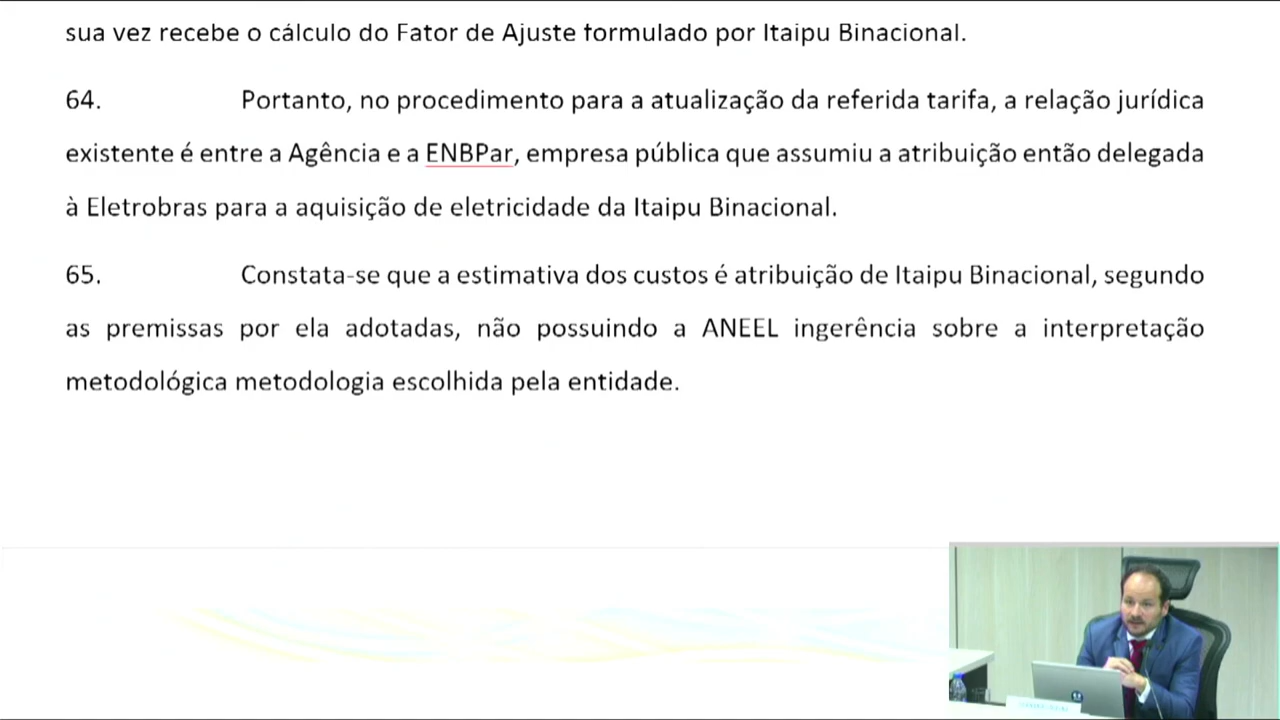 sua vez recebe o cálculo do Fator de Ajuste formulado por Itaipu Binacional.
64. Portanto, no procedimento para a atualização da referida tarifa, a relação jurídica
existente é entre a Agência e a ENBPar, empresa pública que assumiu a atribuição então delegada
à Eletrobras para a aquisição de eletricidade da Itaipu Binacional.
65. Constata-se que a estimativa dos custos é atribuição de Itaipu Binacional, segundo
as premissas por ela adotadas, não possuindo a ANEEL ingerência sobre a interpretação
metodológica metodologia escolhida pela entidade.